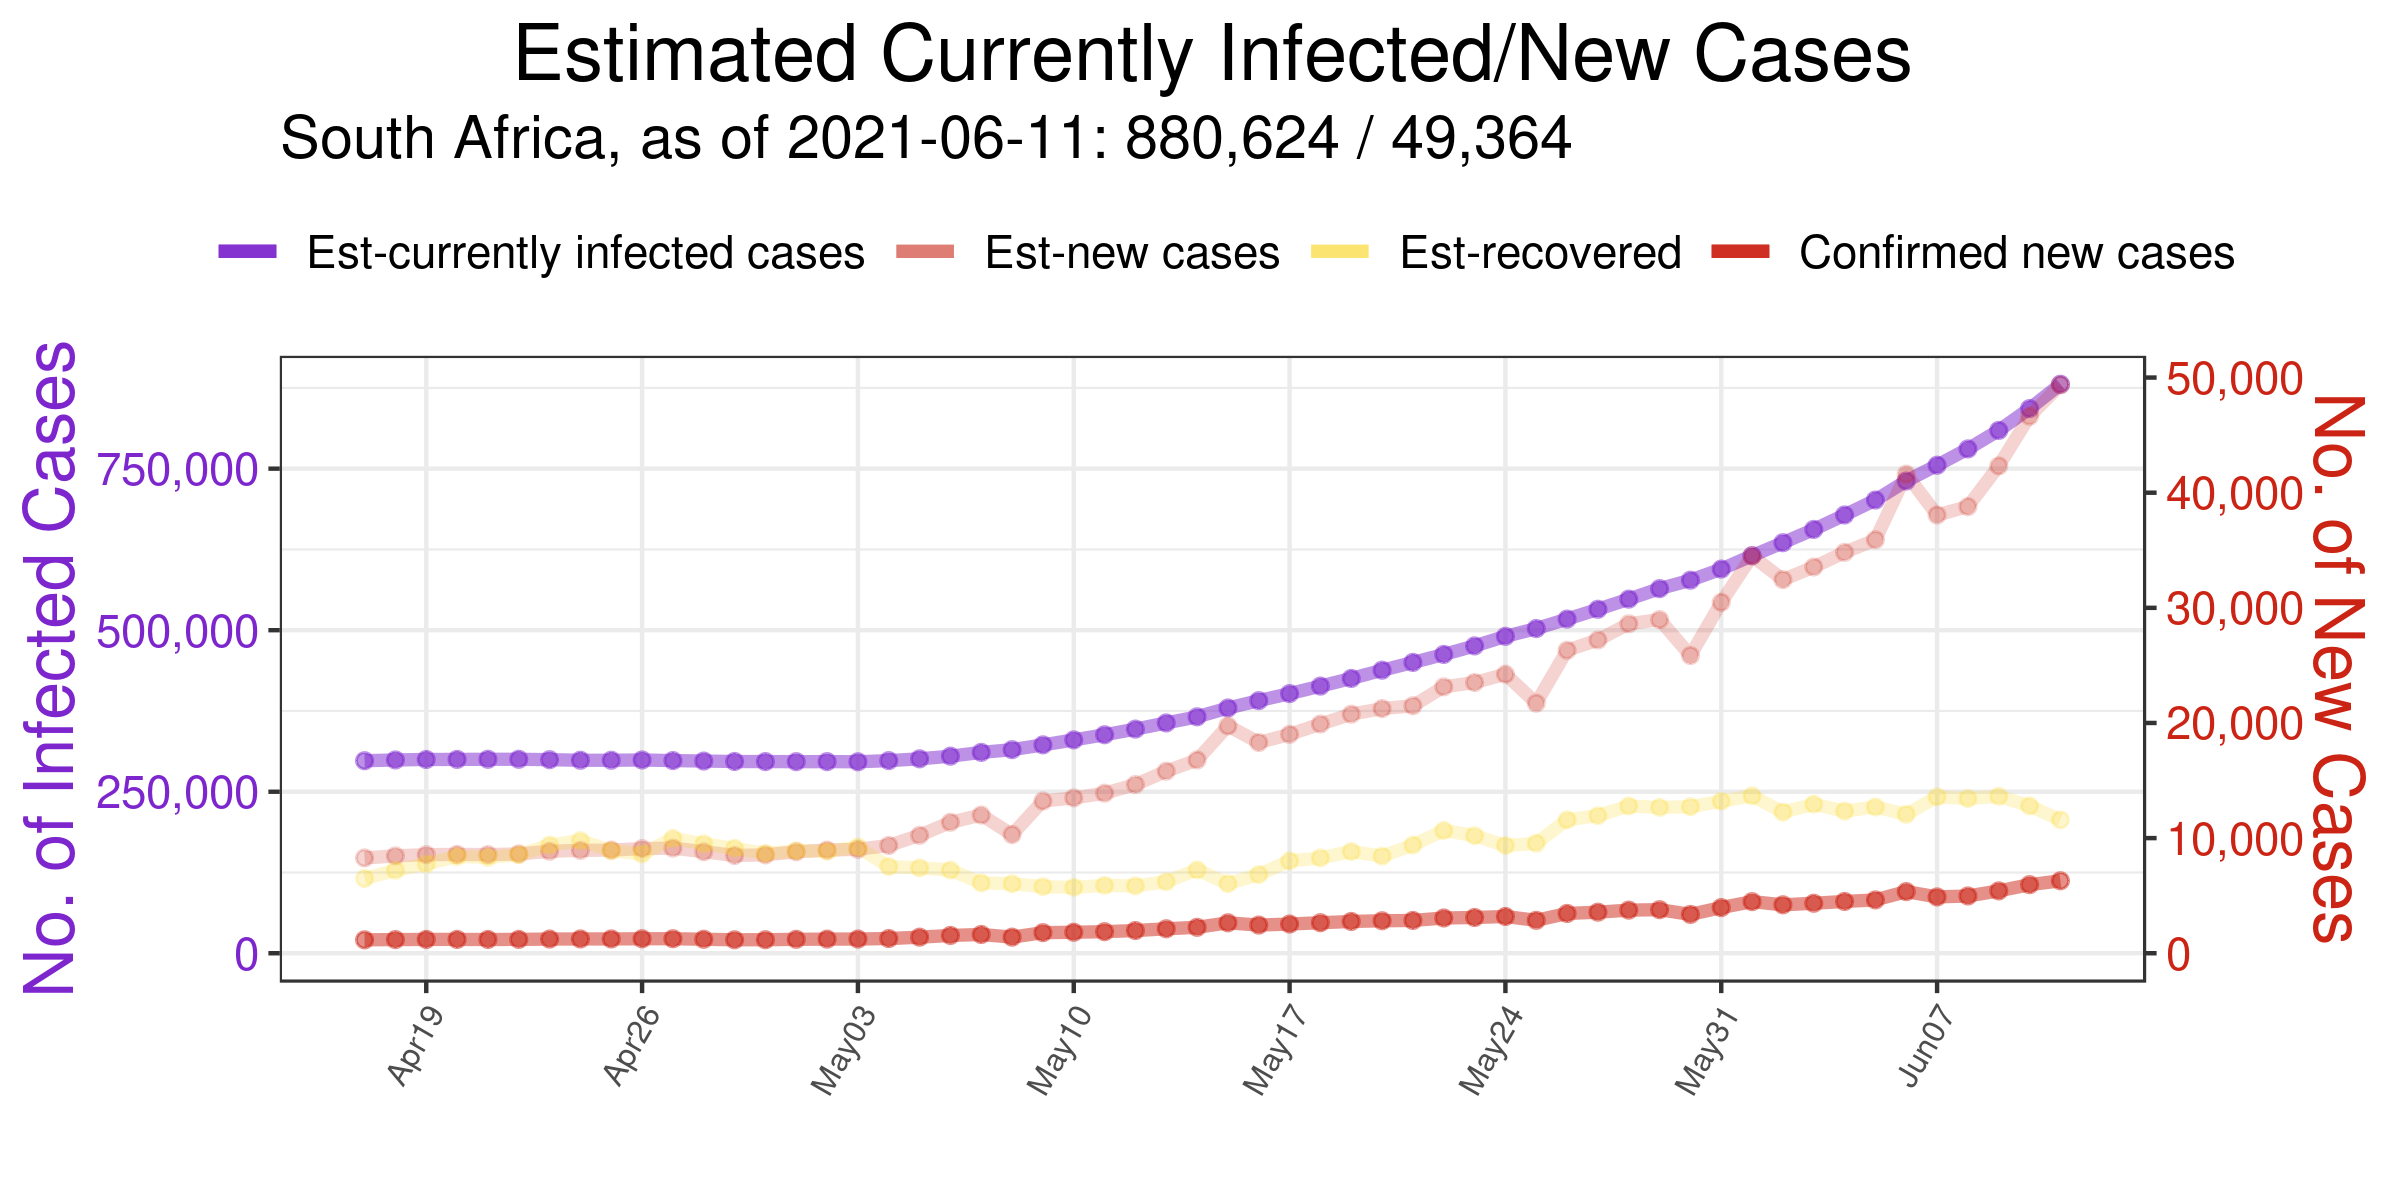 Estimated Currently Infected/New Cases
South Africa, as of 2021-06-11: 880,624 / 49,364
Est-currently infected cases
Est-new cases
Est-recovered
Confirmed new cases
No. of Infected Cases
750,000
500,000
250,000
0
50,000
40,000
30,000
20,000
10,000
0
No. of New Cases
Apr19
Apr26
May03
May10
May17
May24
May31
Jun07